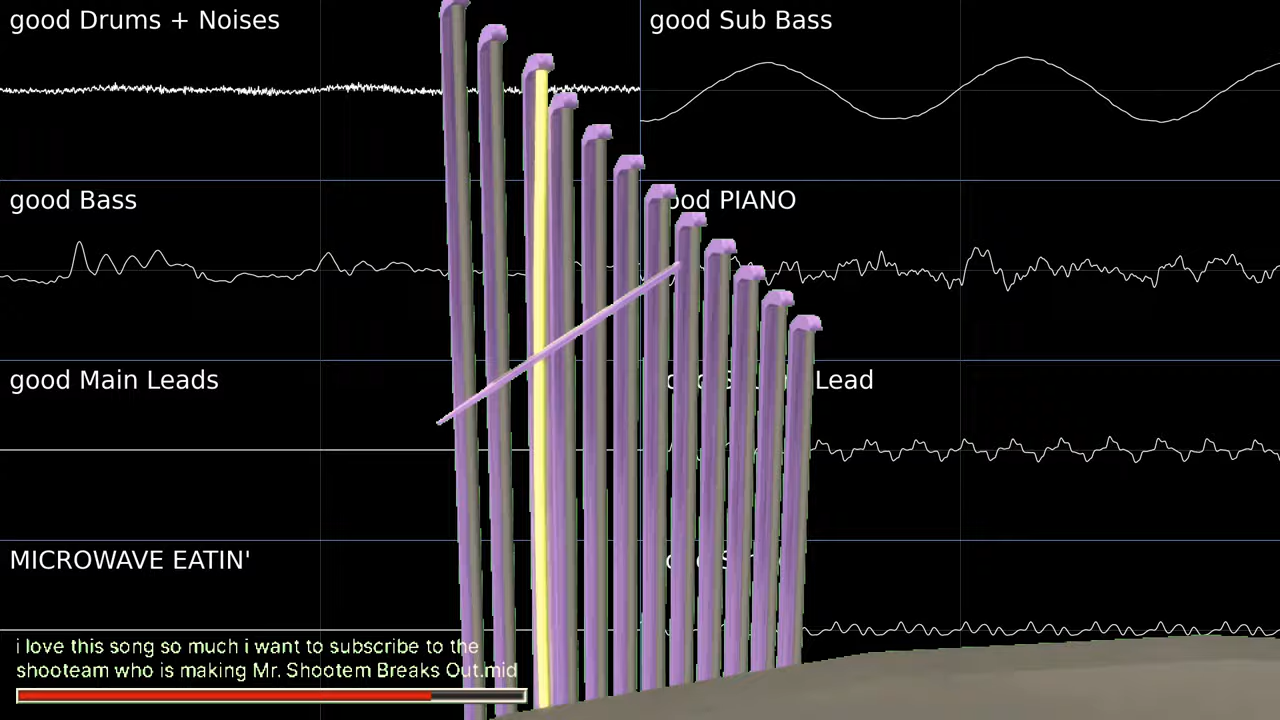 good Drums + Noises
good Sub Bass
good Bass
ood PIANO
good Main Leads
Lead
MICROWAVE EATIN'
i love this song so much i want to subscribe to the
shooteam who is making Mr. Shootem Breaks Out.mid